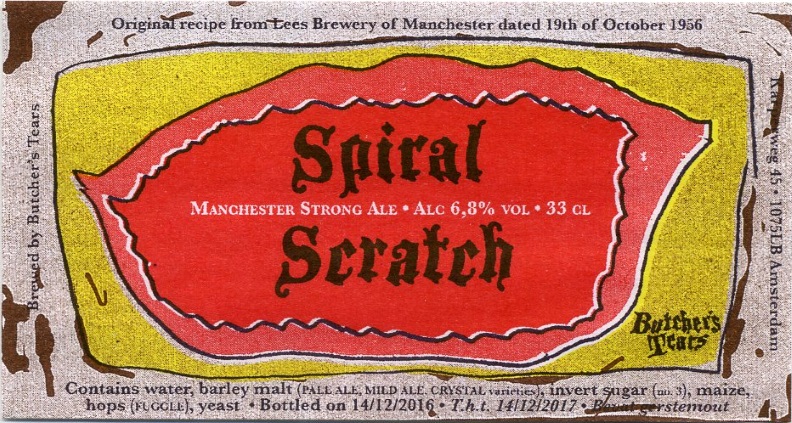 Original recipe from Lees Brewery of Manchester dated 19th of October 1956
Brewed by Butcher's Tears
Spiral
Manchester Strong Ale • Alc 6,8% vol • 33 cl
Scratch
45 • 1075LB Amsterdam
Butcher's
Tears
Contains water, barley malt (PALE ALE, MILD ALE, CRYSTAL varieties), invert sugar (no. 3), maize,
hops (FUGGLE), yeast • Bottled on 14/12/2016 • T.h.t. 14/12/2017 • Bevat gerstemout